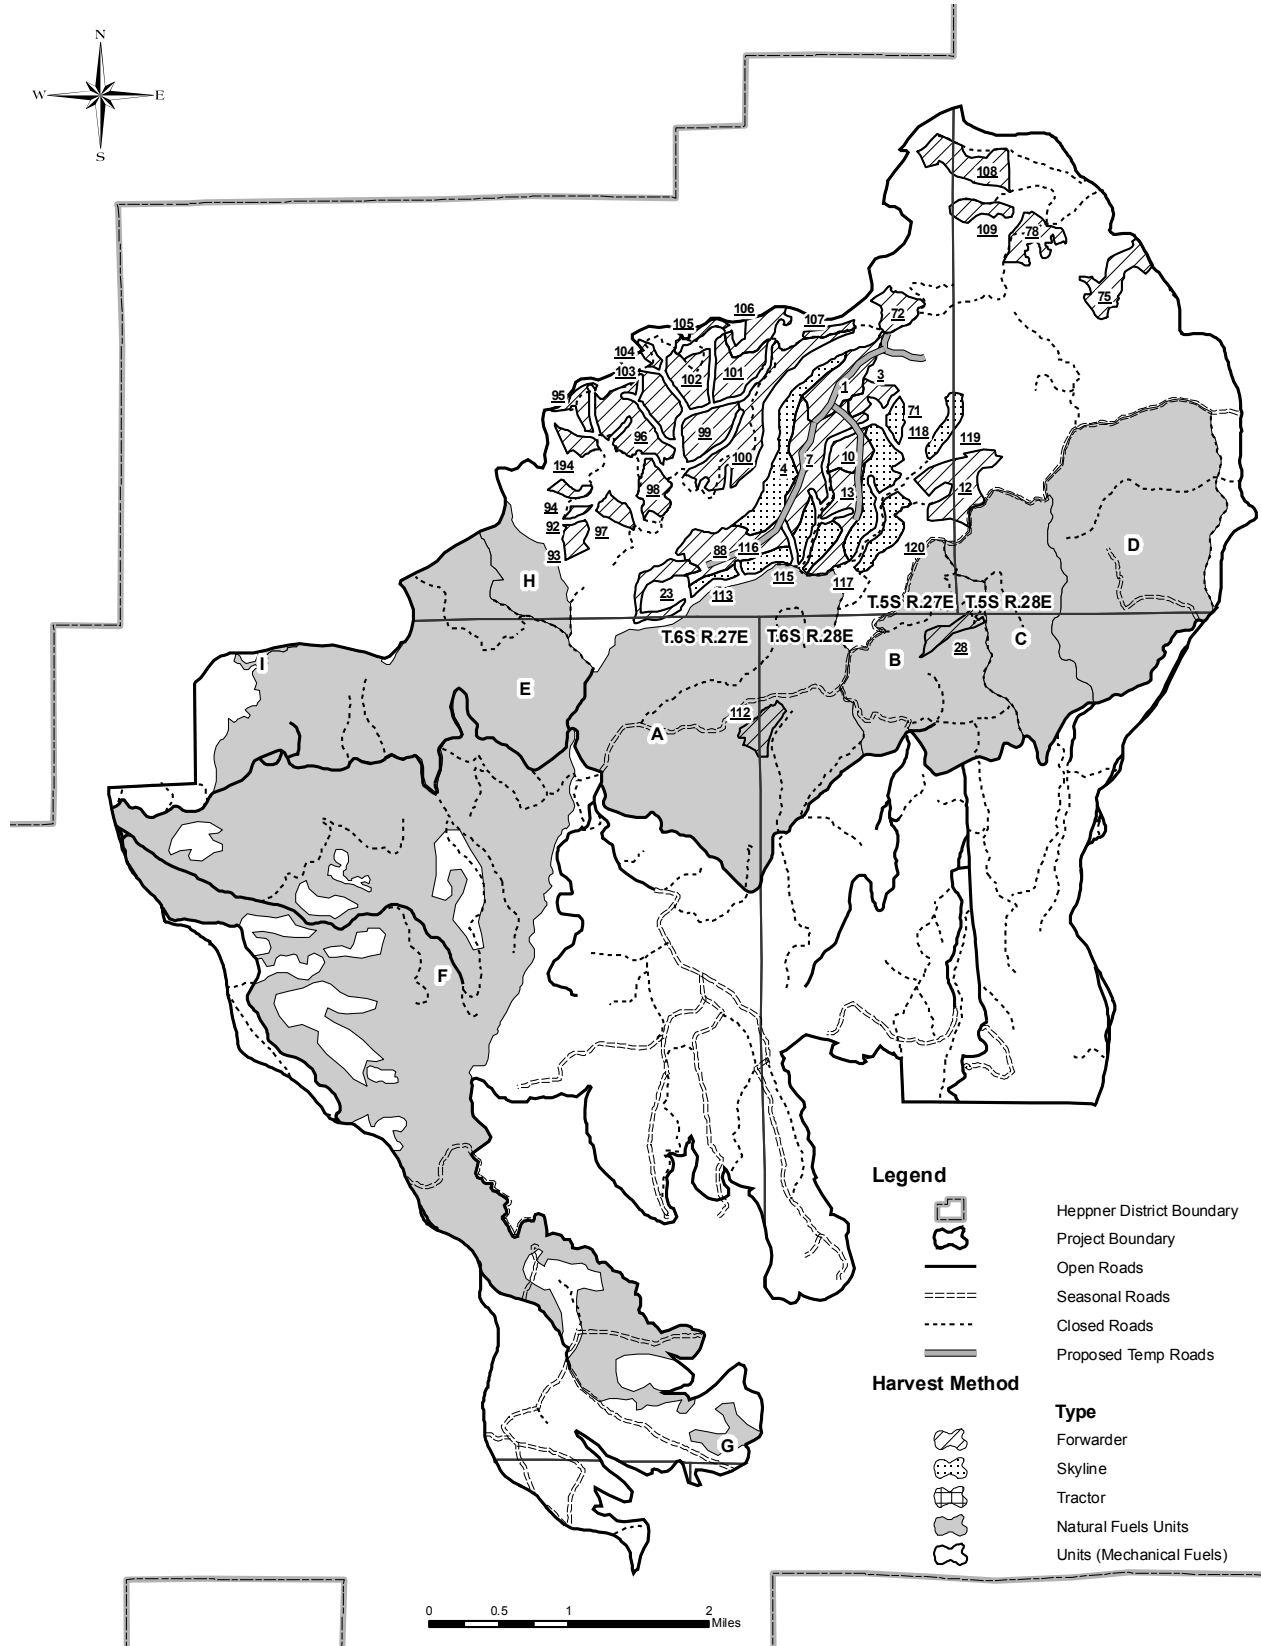 N
W E
S
108
109
78
75
72
106
107
105
104
103
102
101
95
1
3
71
118
119
96
99
100
4
7
10
12
194
98
13
94
92
97
93
88
116
120
D
H
23
113
115
117
T.5S R.27E
T.5S R.28E
T.6S R.27E
T.6S R.28E
28
C
B
I
E
112
A
F
G
Legend
Heppner District Boundary
Project Boundary
Open Roads
Seasonal Roads
Closed Roads
Proposed Temp Roads
Harvest Method
Type
Forwarder
Skyline
Tractor
Natural Fuels Units
Units (Mechanical Fuels)
0 0.5 1 2
Miles